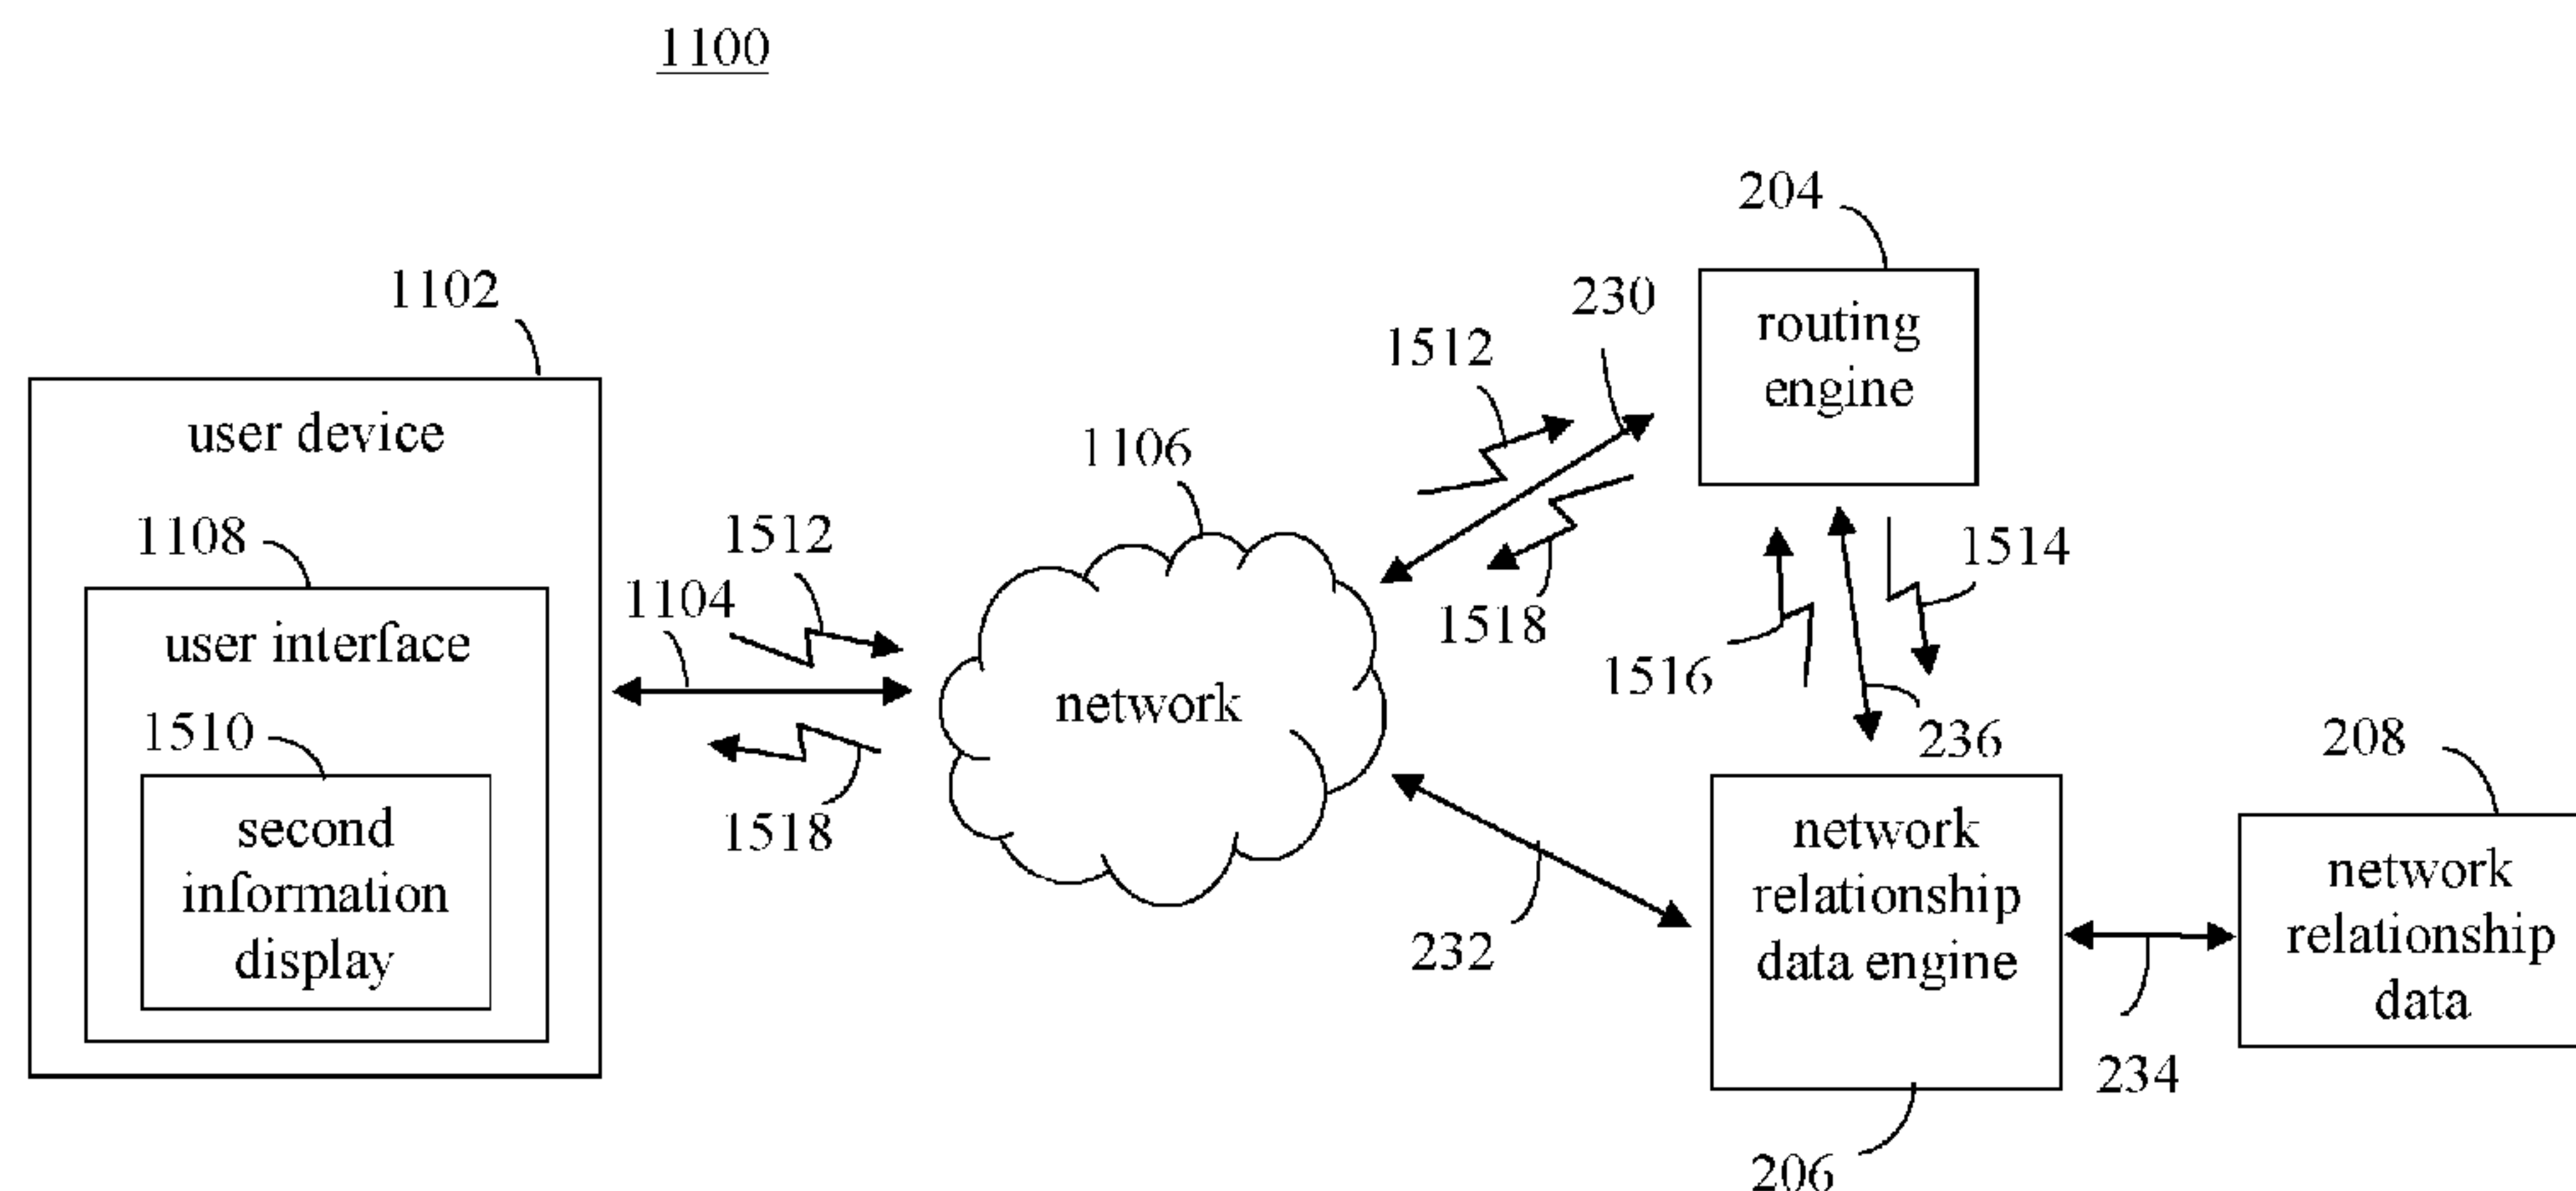 1100
204
1102
230
routing
engine
1512
user device
1106
1108
1512
1514
1104
1518
user interface
1516
network
1510
236
208
1518
second
information
display
network
relationship
data engine
232
network
relationship
data
234
206